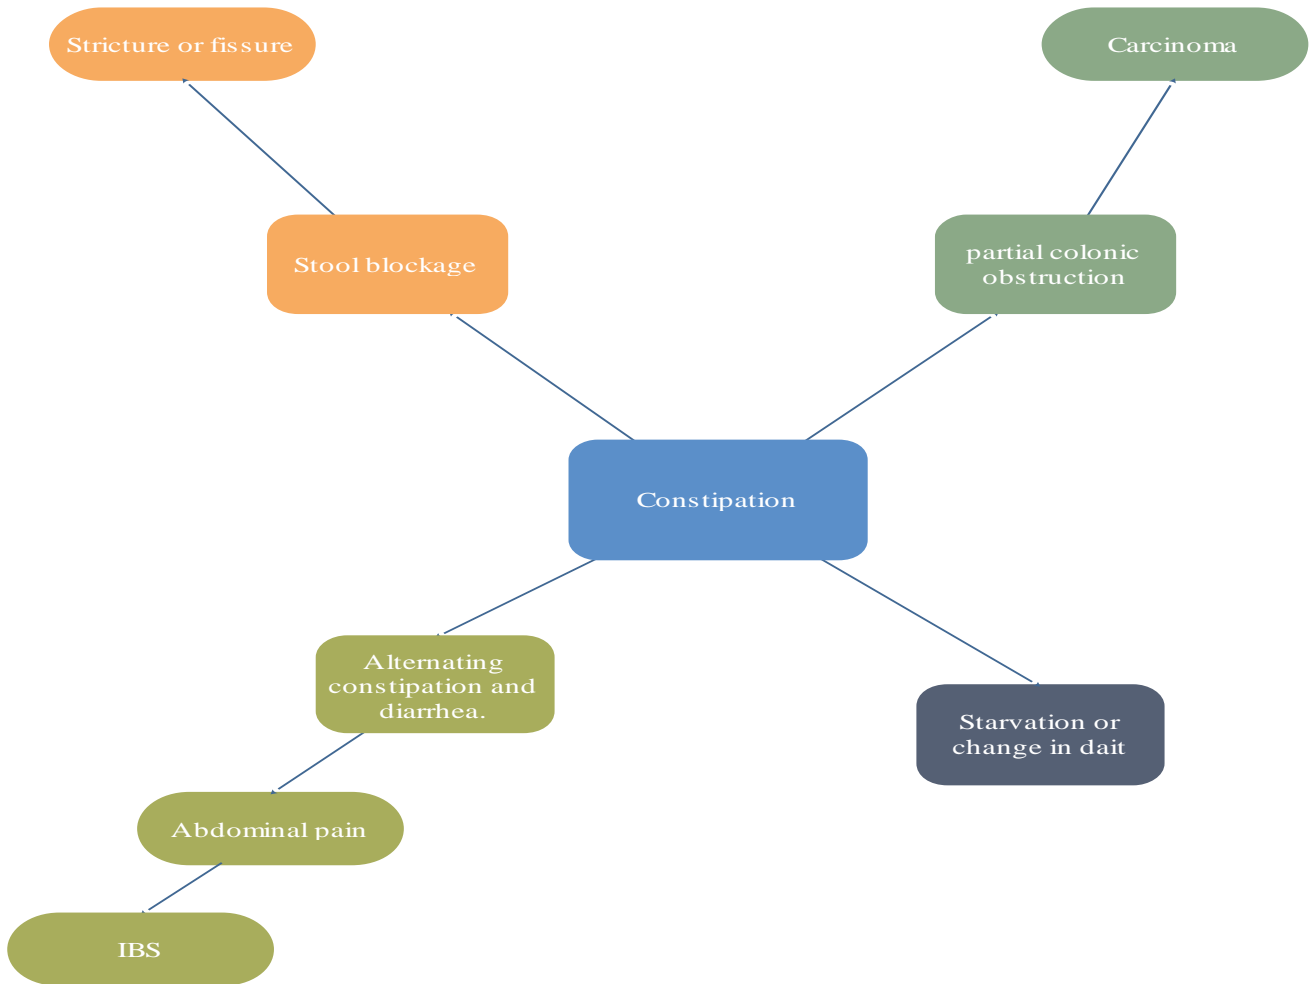 Stricture or fissure
Carcinoma
Stool blockage
partial colonic
obstruction
Constipation
Alternating
constipation and
diarrhea.
Starvation or
change in dait
Abdominal pain
IBS